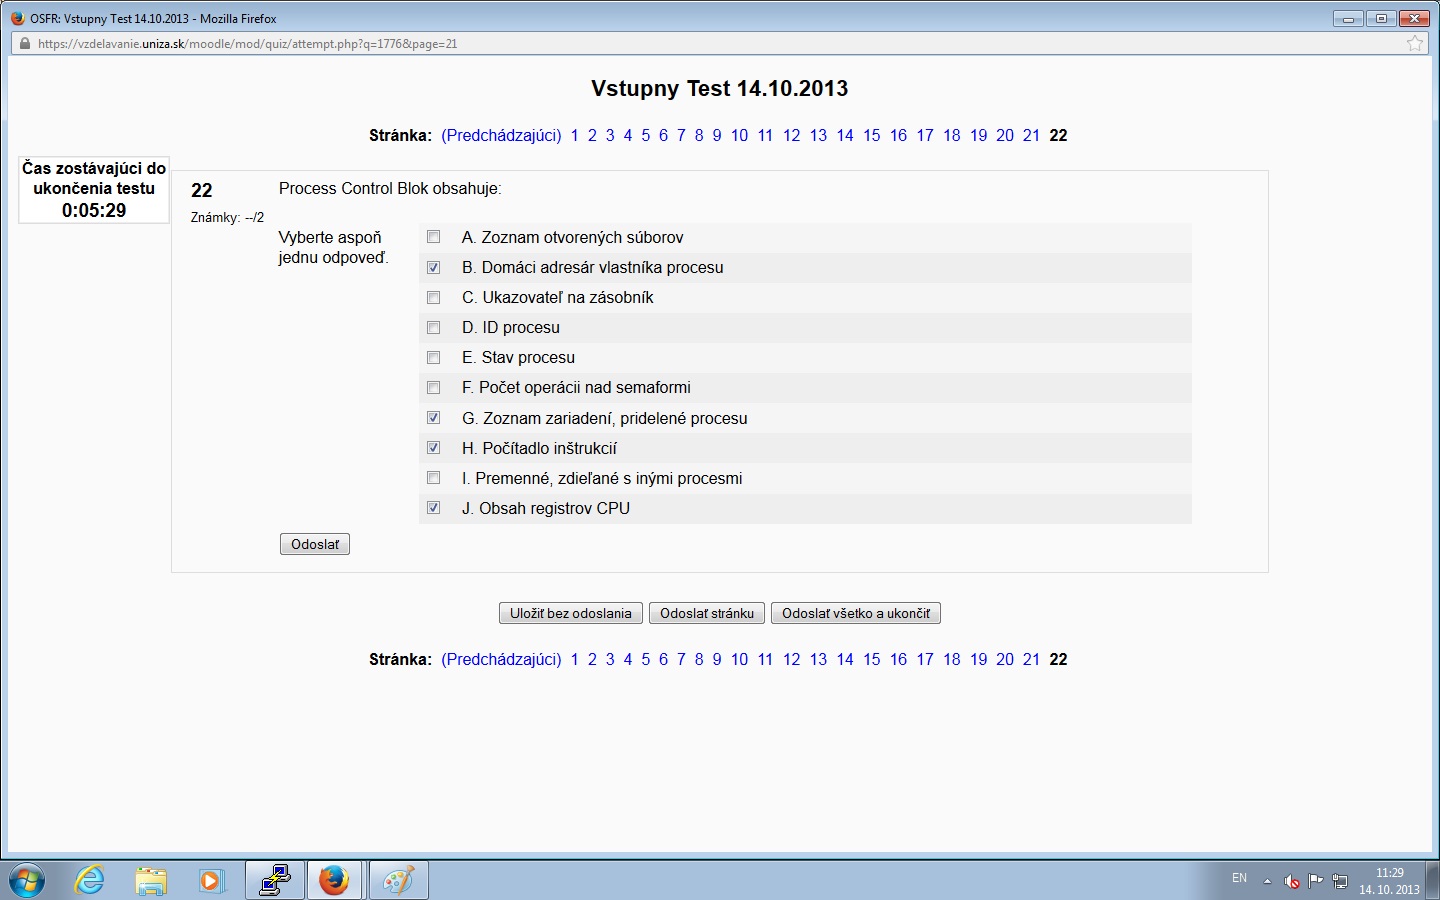 OSFR: Vstupny Test 14.10.2013 - Mozilla Firefox
https://vzdelavanie.uniza.sk/moodle/mod/quiz/attempt.php?q=1776&page=21
Vstupny Test 14.10.2013
Stránka: (Predchádzajúci) 1 2 3 4 5 6 7 8 9 10 11 12 13 14 15 16 17 18 19 20 21 22
Čas zostávajúci do
ukončenia testu
0:05:29
22
Známky: --/2
Process Control Blok obsahuje:
Vyberte aspoň
jednu odpoveď.
A. Zoznam otvorených súborov
B. Domáci adresár vlastníka procesu
C. Ukazovateľ na zásobník
D. ID procesu
E. Stav procesu
F. Počet operácii nad semaformi
G. Zoznam zariadení, pridelené procesu
H. Počítadlo inštrukcií
I. Premenné, zdieľané s inými procesmi
J. Obsah registrov CPU
Odoslať
Uložiť bez odoslania Odoslať stránku Odoslať všetko a ukončiť
Stránka: (Predchádzajúci) 1 2 3 4 5 6 7 8 9 10 11 12 13 14 15 16 17 18 19 20 21 22
EN
11:29
14. 10. 2013